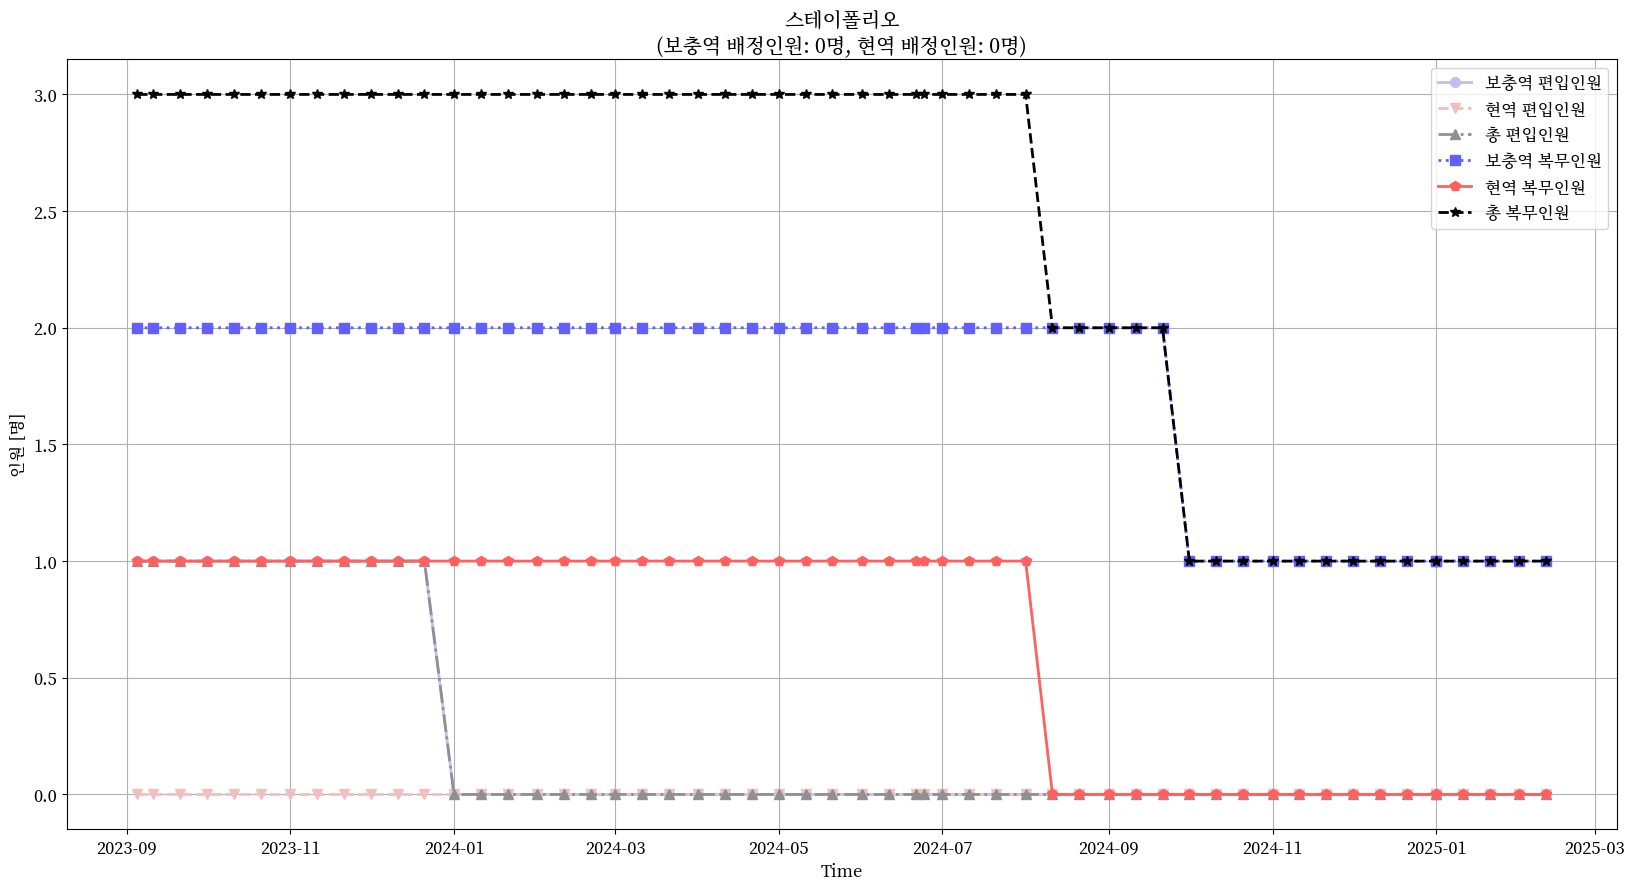 스테이폴리오
(보충역 배정인원: 0명, 현역 배정인원: 0명)
보충역 편입인원
현역 편입인원
총 편입인원
보충역 복무인원
현역 복무인원
총 복무인원
인원 [명]
3.0
2.5
2.0
1.5
1.0
0.5
0.0
2023-09
2023-11
2024-01
2024-03
2024-05
2024-07
2024-09
2024-11
2025-01
2025-03
Time